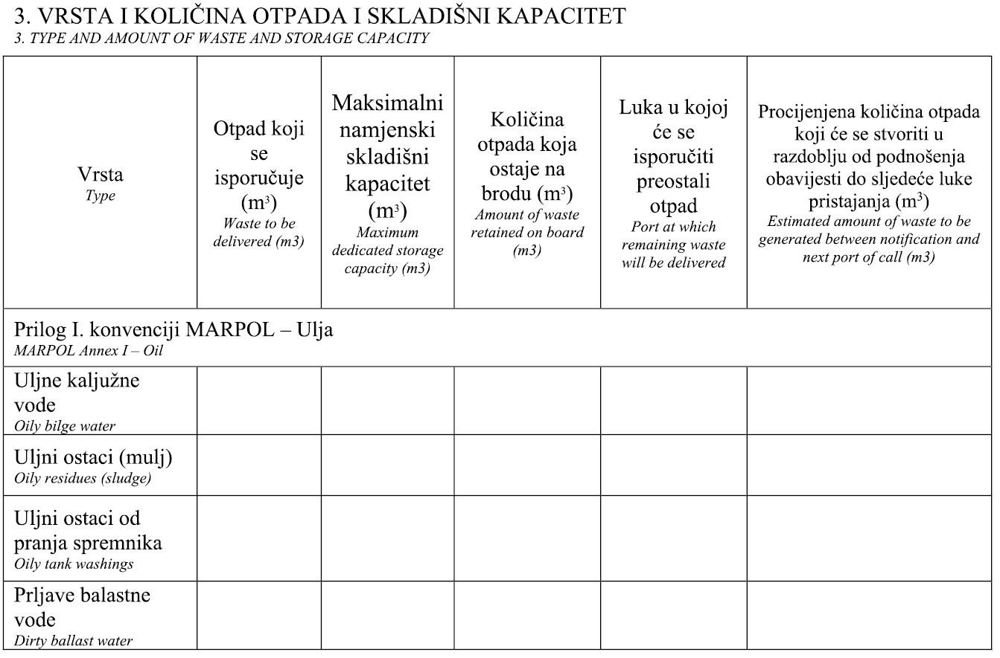 3. VRSTA I KOLIČINA OTPADA I SKLADIŠNI KAPACITET
3. TYPE AND AMOUNT OF WASTE AND STORAGE CAPACITY
Vrsta
Type
Otpad koji
se
isporučuje
(m³)
Waste to be
delivered (m3)
Maksimalni
namjenski
skladišni
kapacitet
(m³)
Maximum
dedicated storage
capacity (m3)
Količina
otpada koja
ostaje na
brodu (m³)
Amount of waste
retained on board
(m3)
Luka u kojoj
će se
isporučiti
preostali
otpad
Port at which
remaining waste
will be delivered
Procijenjena količina otpada
koji će se stvoriti u
razdoblju od podnošenja
obavijesti do sljedeće luke
pristajanja (m³)
Estimated amount of waste to be
generated between notification and
next port of call (m3)
Prilog I. konvenciji MARPOL – Ulja
MARPOL Annex I – Oil
Uljne kaljužne
vode
Oily bilge water
Uljni ostaci (mulj)
Oily residues (sludge)
Uljni ostaci od
pranja spremnika
Oily tank washings
Prljave balastne
vode
Dirty ballast water